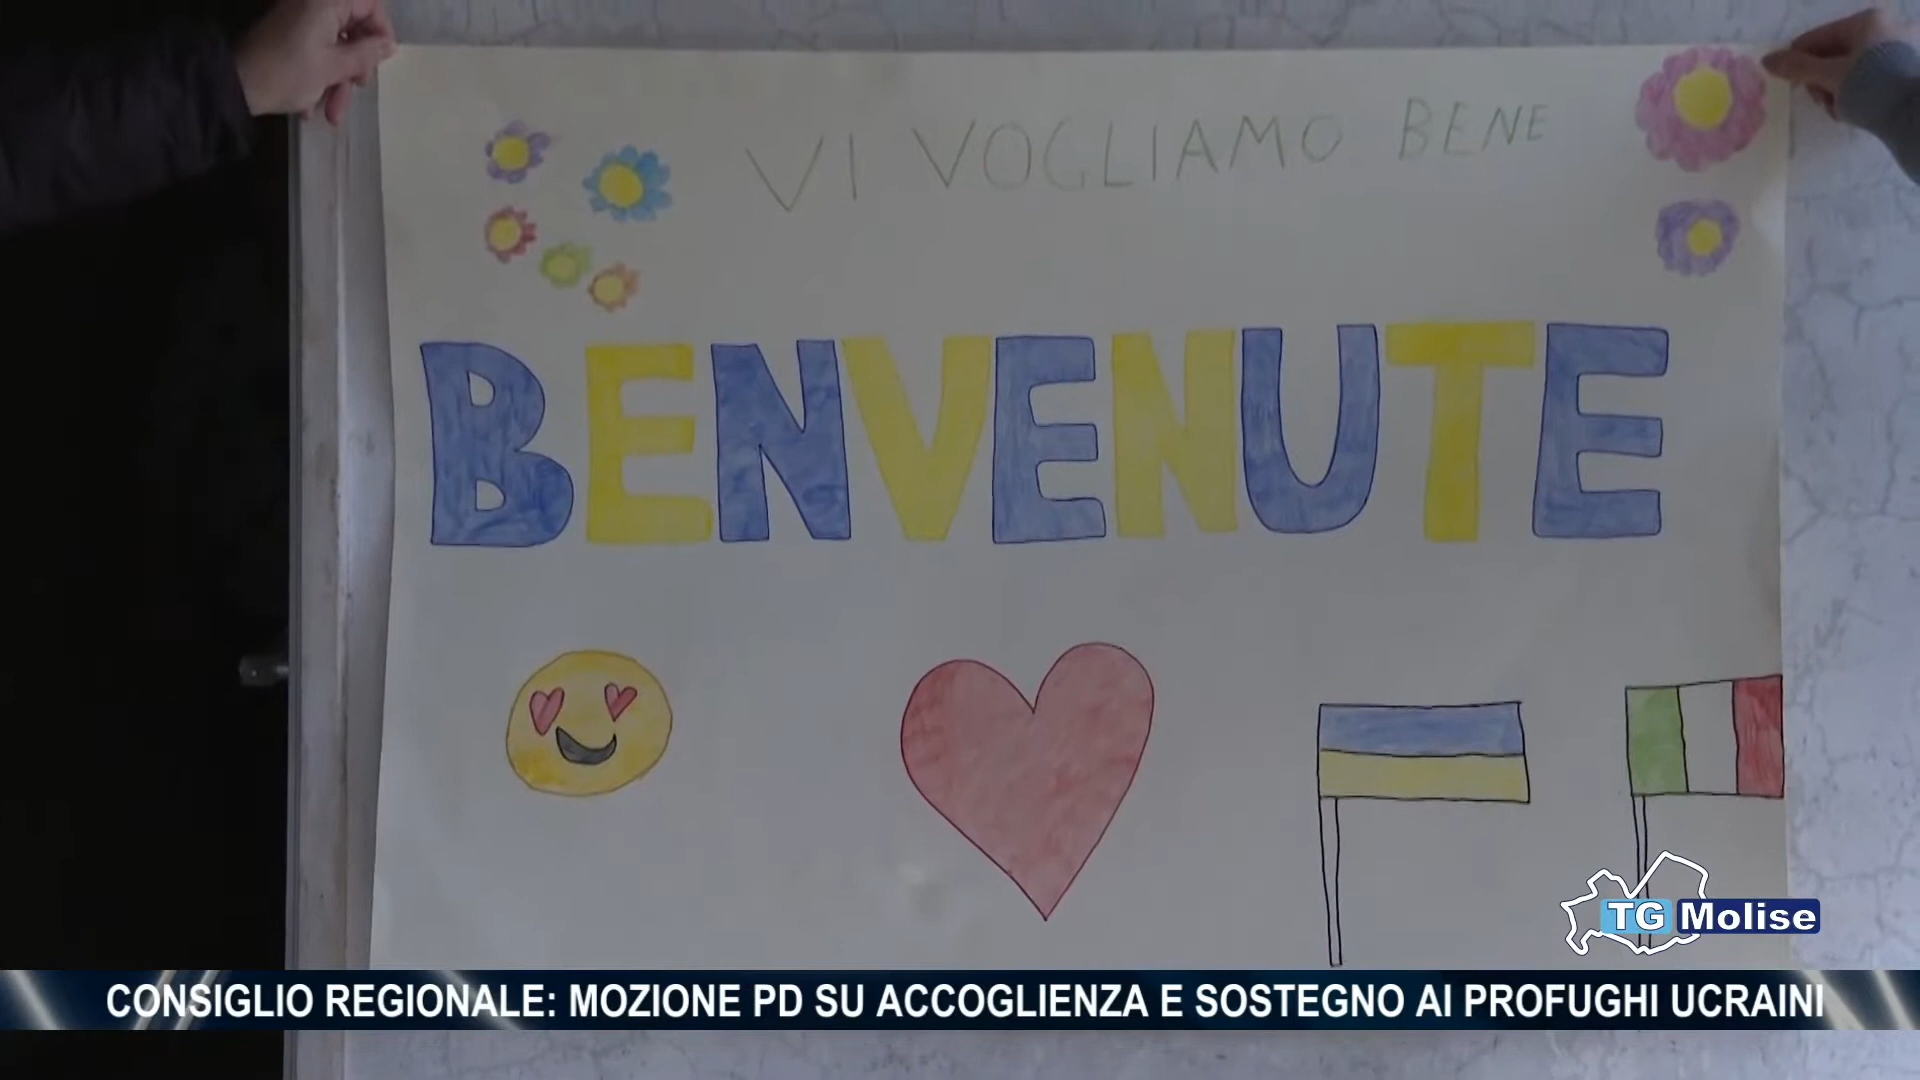 VI VOGLIAMO BENE
BENVENUTE
TG Molise
CONSIGLIO REGIONALE: MOZIONE PD SU ACCOGLIENZA E SOSTEGNO AI PROFUGHI UCRAINI